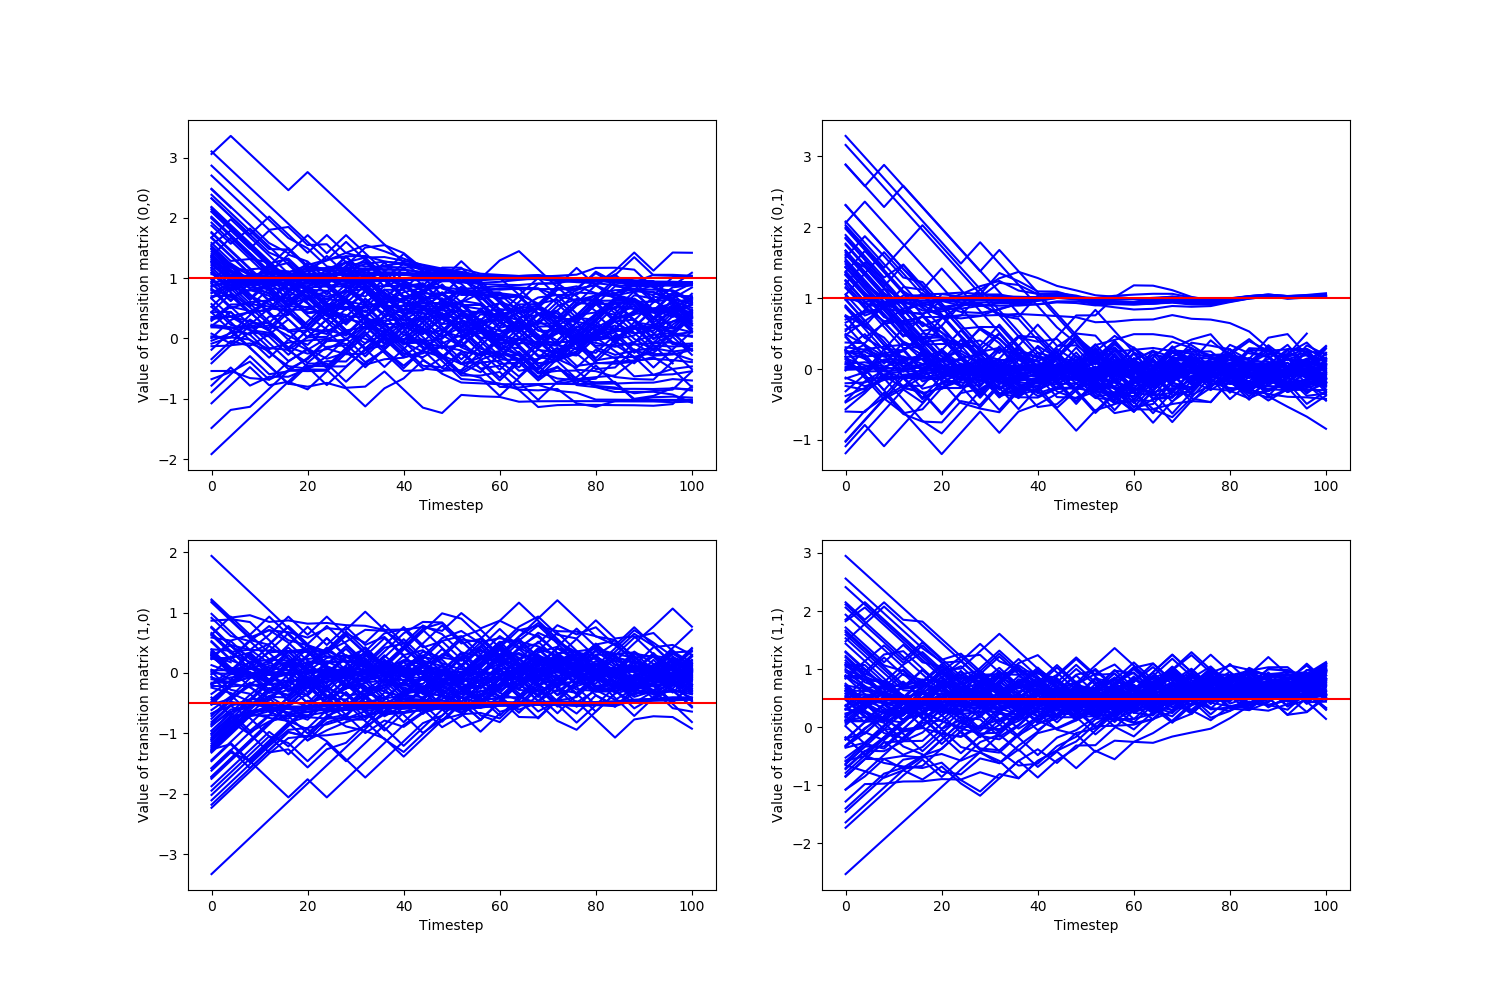 3
2
1
0
−1
−2
Value of transition matrix (0,0)
0 20 40 60 80 100
Timestep
3
2
1
0
−1
Value of transition matrix (0,1)
0 20 40 60 80 100
Timestep
2
1
0
−1
−2
−3
Value of transition matrix (1,0)
0 20 40 60 80 100
Timestep
3
2
1
0
−1
−2
Value of transition matrix (1,1)
0 20 40 60 80 100
Timestep